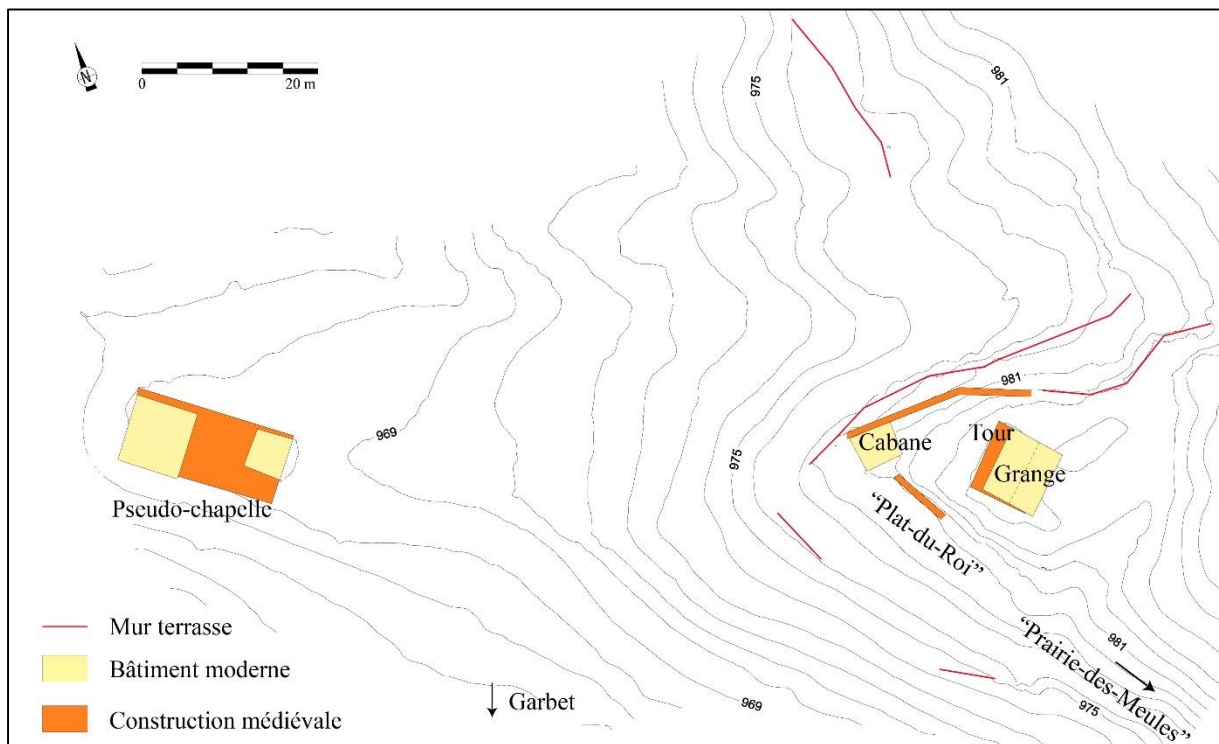 N
0
20 m
975
981
969
981
Cabane
Tour
Grange
975
Pseudo-chapelle
“Plat-du-Roi”
“Prairie-des-Meules”
981
Mur terrasse
Bâtiment moderne
Construction médiévale
Garbet
969
975